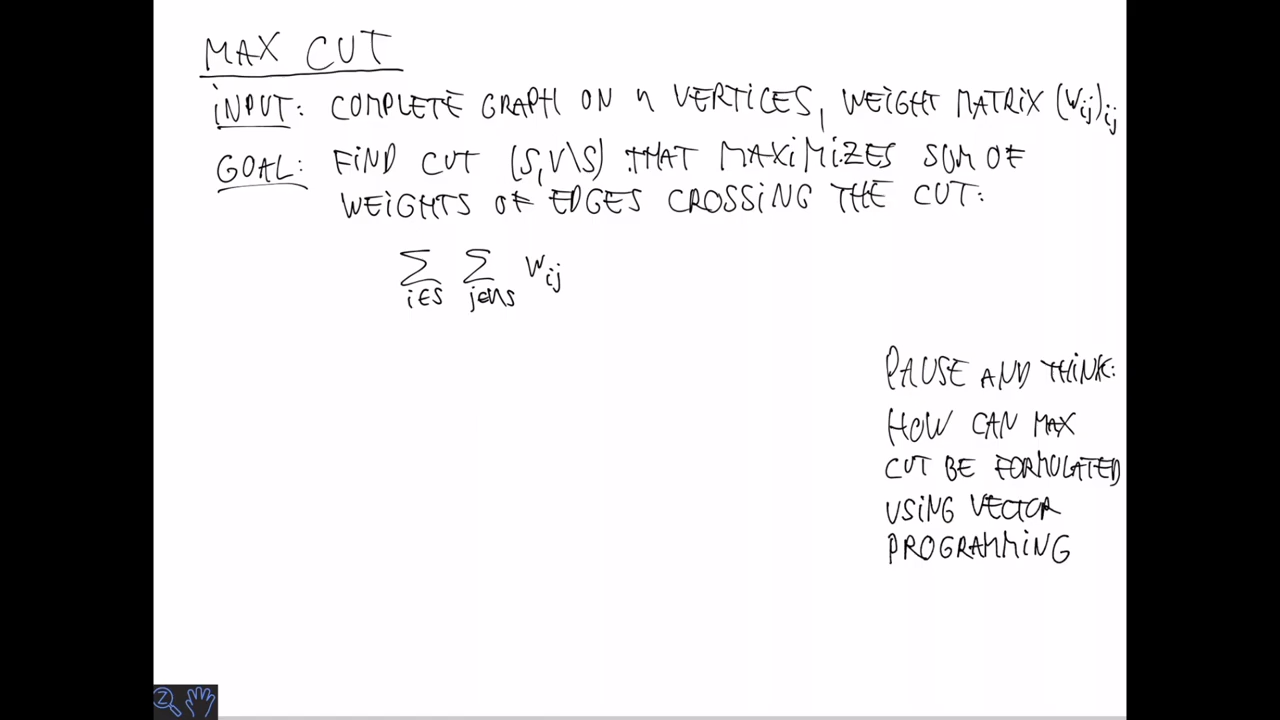 MAX CUT
INPUT: COMPLETE GRAPH ON n VERTICES, WEIGHT MATRIX (Wij)ij
GOAL: FIND CUT (S,V\S) THAT MAXIMIZES SUM OF
WEIGHTS OF EDGES CROSSING THE CUT:
∑ ∑ Wij
i∈S j∈V\S
PAUSE AND THINK:
HOW CAN MAX
CUT BE FORMULATED
USING VECTOR
PROGRAMMING